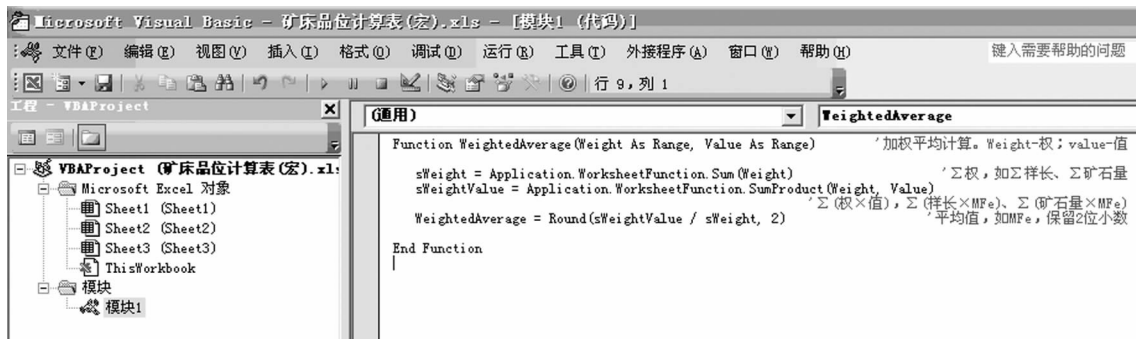 Microsoft Visual Basic - 矿床品位计算表(宏).xls - [模块1 (代码)]
文件(F) 编辑(E) 视图(V) 插入(I) 格式(O) 调试(D) 运行(R) 工具(T) 外接程序(A) 窗口(W) 帮助(H) 键入需要帮助的问题
行 9, 列 1
工程 - VBAProject
(通用) WeightedAverage
VBAProject (矿床品位计算表(宏).xl
Microsoft Excel 对象
Sheet1 (Sheet1)
Sheet2 (Sheet2)
Sheet3 (Sheet3)
ThisWorkbook
模块
模块1
Function WeightedAverage(Weight As Range, Value As Range) '加权平均计算。Weight-权；value-值
sWeight = Application.WorksheetFunction.Sum(Weight) 'Σ权，如Σ样长、Σ矿石量
sWeightValue = Application.WorksheetFunction.SumProduct(Weight, Value)
'Σ(权×值)，Σ(样长×MFe)、Σ(矿石量×MFe)
WeightedAverage = Round(sWeightValue / sWeight, 2) '平均值，如MFe，保留2位小数
End Function